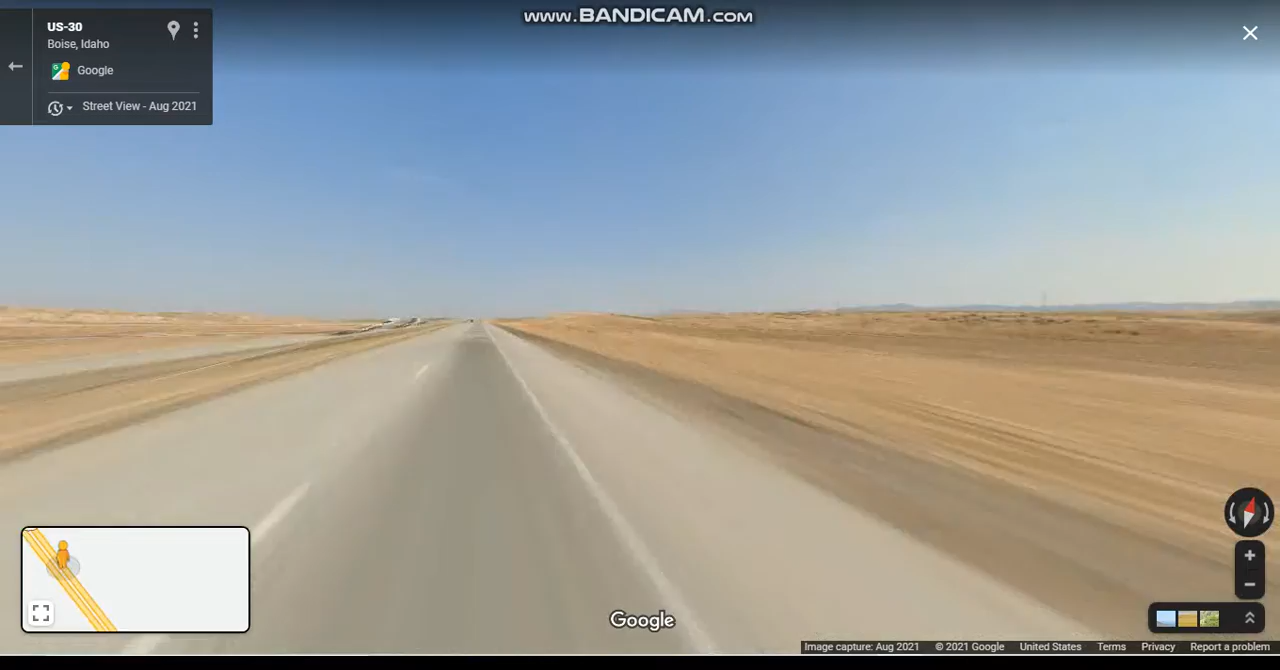 www.BANDICAM.com
US-30
Boise, Idaho
Google
Street View - Aug 2021
Google
Image capture: Aug 2021 © 2021 Google United States Terms Privacy Report a problem